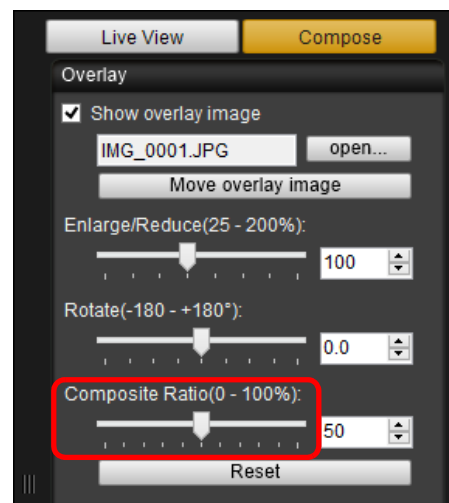 Live View Compose
Overlay
Show overlay image
IMG_0001.JPG open...
Move overlay image
Enlarge/Reduce(25 - 200%):
100
Rotate(-180 - +180°):
0.0
Composite Ratio(0 - 100%):
50
Reset